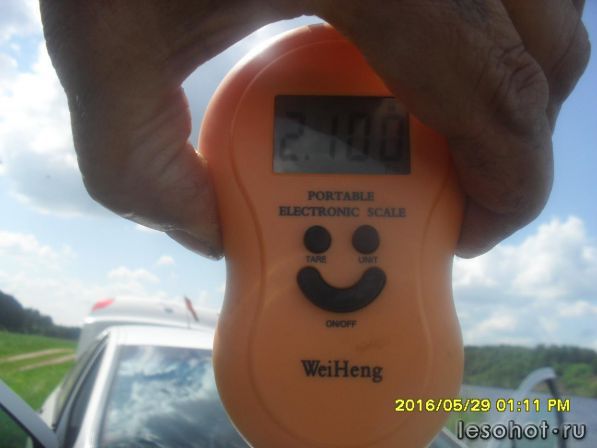 2.100
PORTABLE
ELECTRONIC SCALE
TARE UNIT
ON/OFF
WeiHeng
2016/05/29 01:11 PM
lesohot.ru